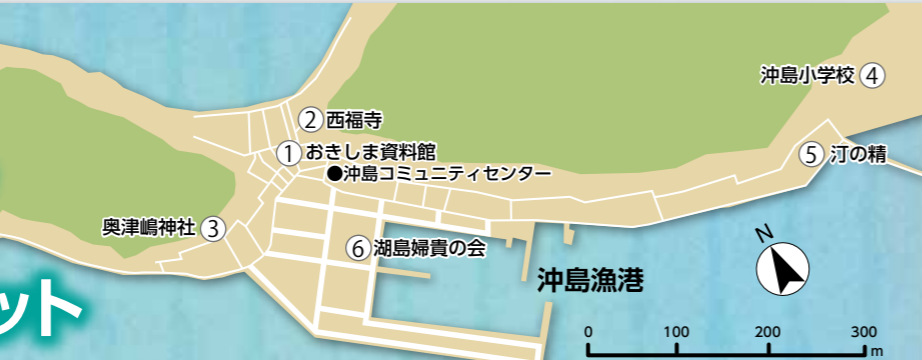 沖島小学校 ④
② 西福寺
① おきしま資料館
●沖島コミュニティセンター
⑤ 汀の精
奥津嶋神社 ③
⑥ 湖島婦貴の会
N
沖島漁港
ット
0 100 200 300
m